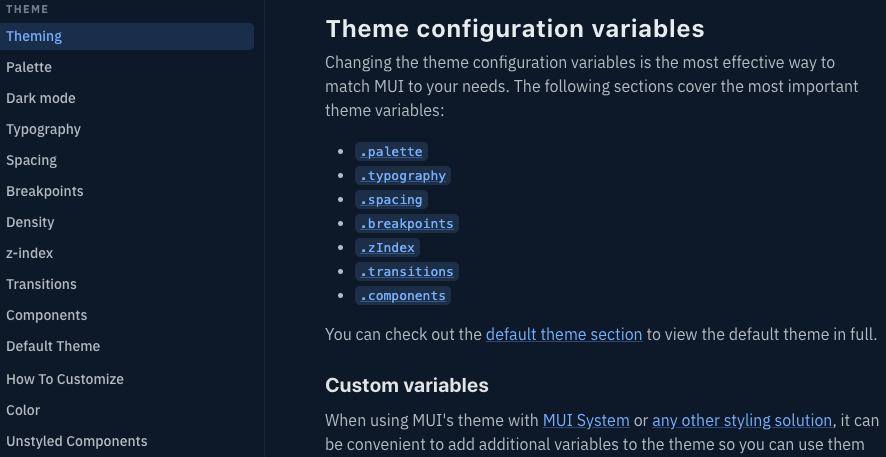 THEME
Theming
Palette
Dark mode
Typography
Spacing
Breakpoints
Density
z-index
Transitions
Components
Default Theme
How To Customize
Color
Unstyled Components
Theme configuration variables
Changing the theme configuration variables is the most effective way to
match MUI to your needs. The following sections cover the most important
theme variables:
.palette
.typography
.spacing
.breakpoints
.zIndex
.transitions
.components
You can check out the default theme section to view the default theme in full.
Custom variables
When using MUI's theme with MUI System or any other styling solution, it can
be convenient to add additional variables to the theme so you can use them